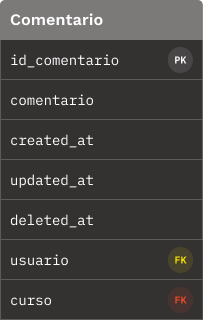 Comentario
id_comentario PK
comentario
created_at
updated_at
deleted_at
usuario FK
curso FK